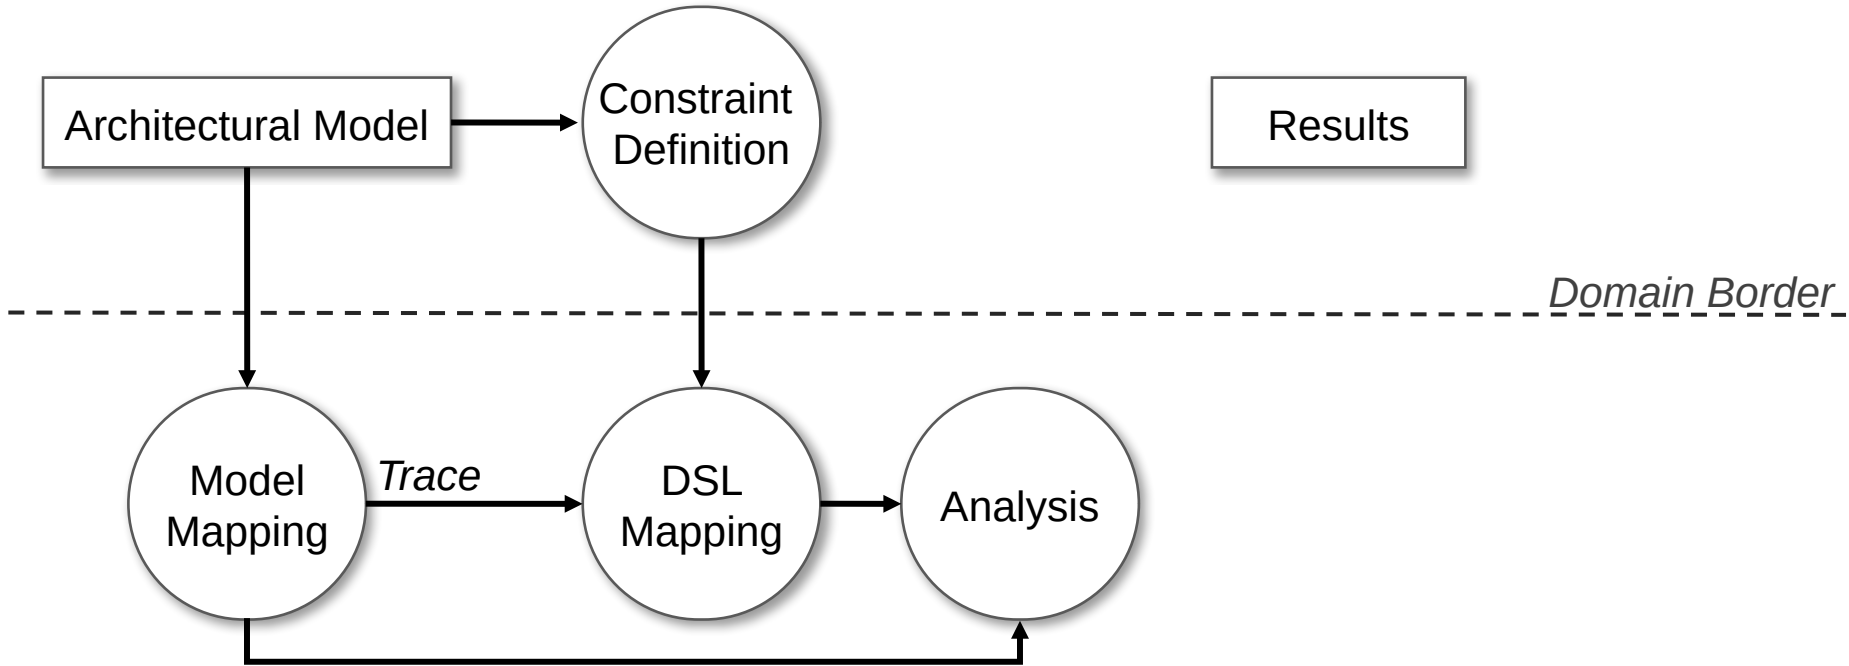 Architectural Model
Constraint
Definition
Results
Domain Border
Model
Mapping
Trace
DSL
Mapping
Analysis